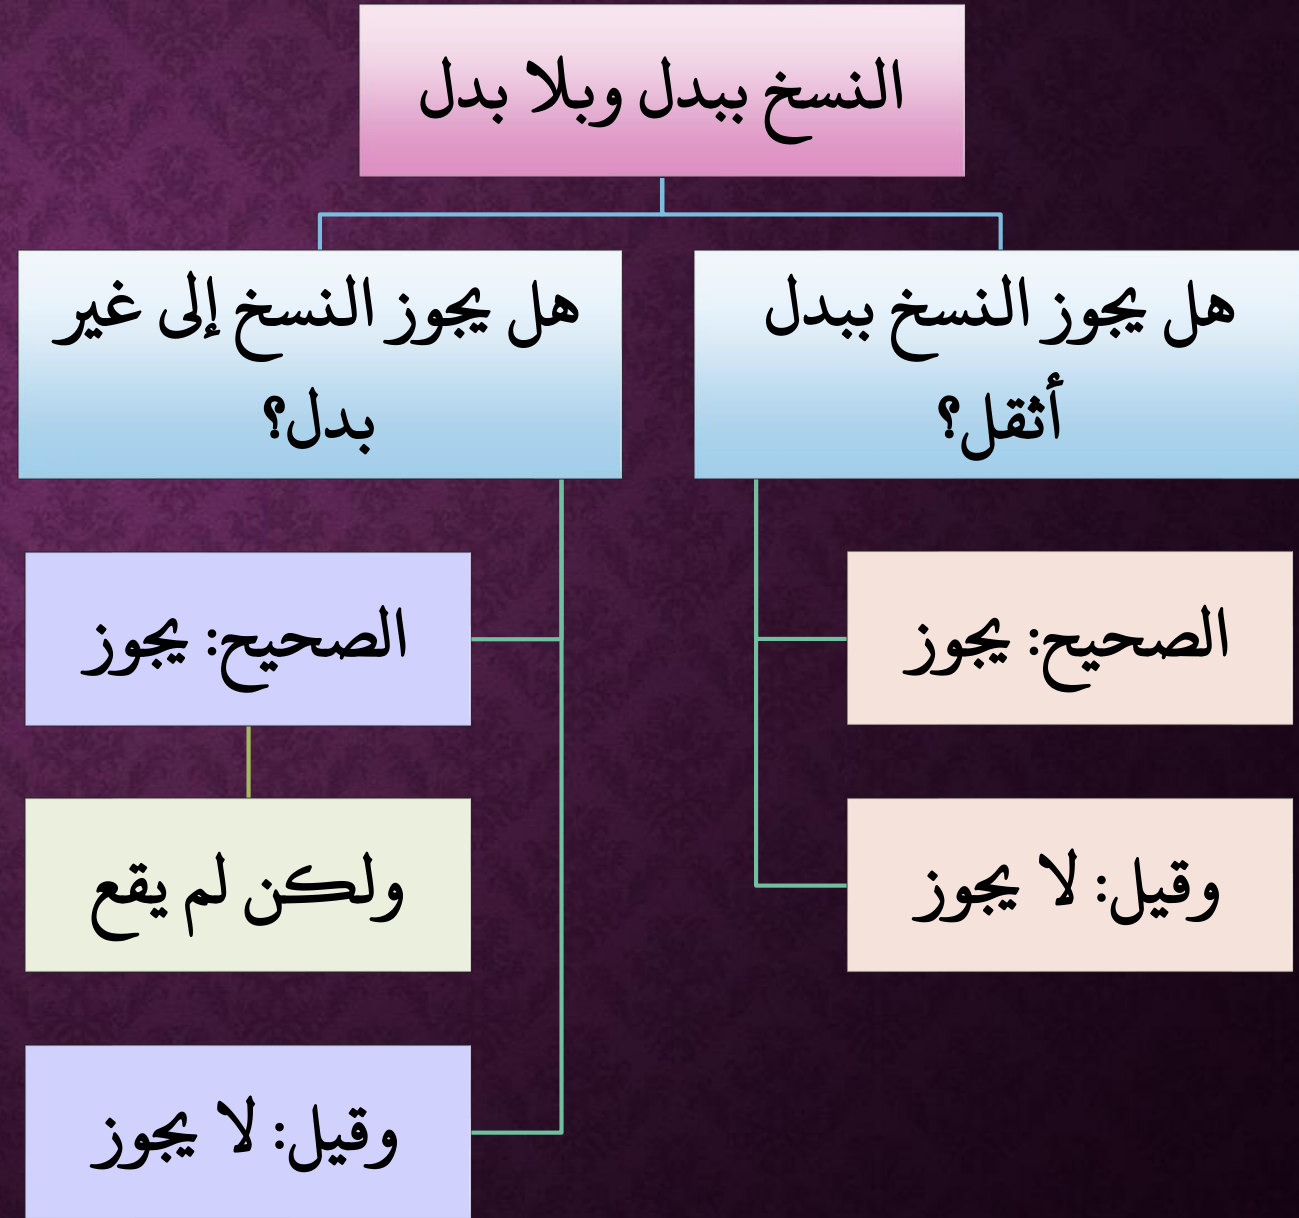 النسخ ببدل وبلا بدل
هل يجوز النسخ ببدل
أثقل؟
الصحيح: يجوز
وقيل: لا يجوز
هل يجوز النسخ إلى غير
بدل؟
الصحيح: يجوز
ولكن لم يقع
وقيل: لا يجوز